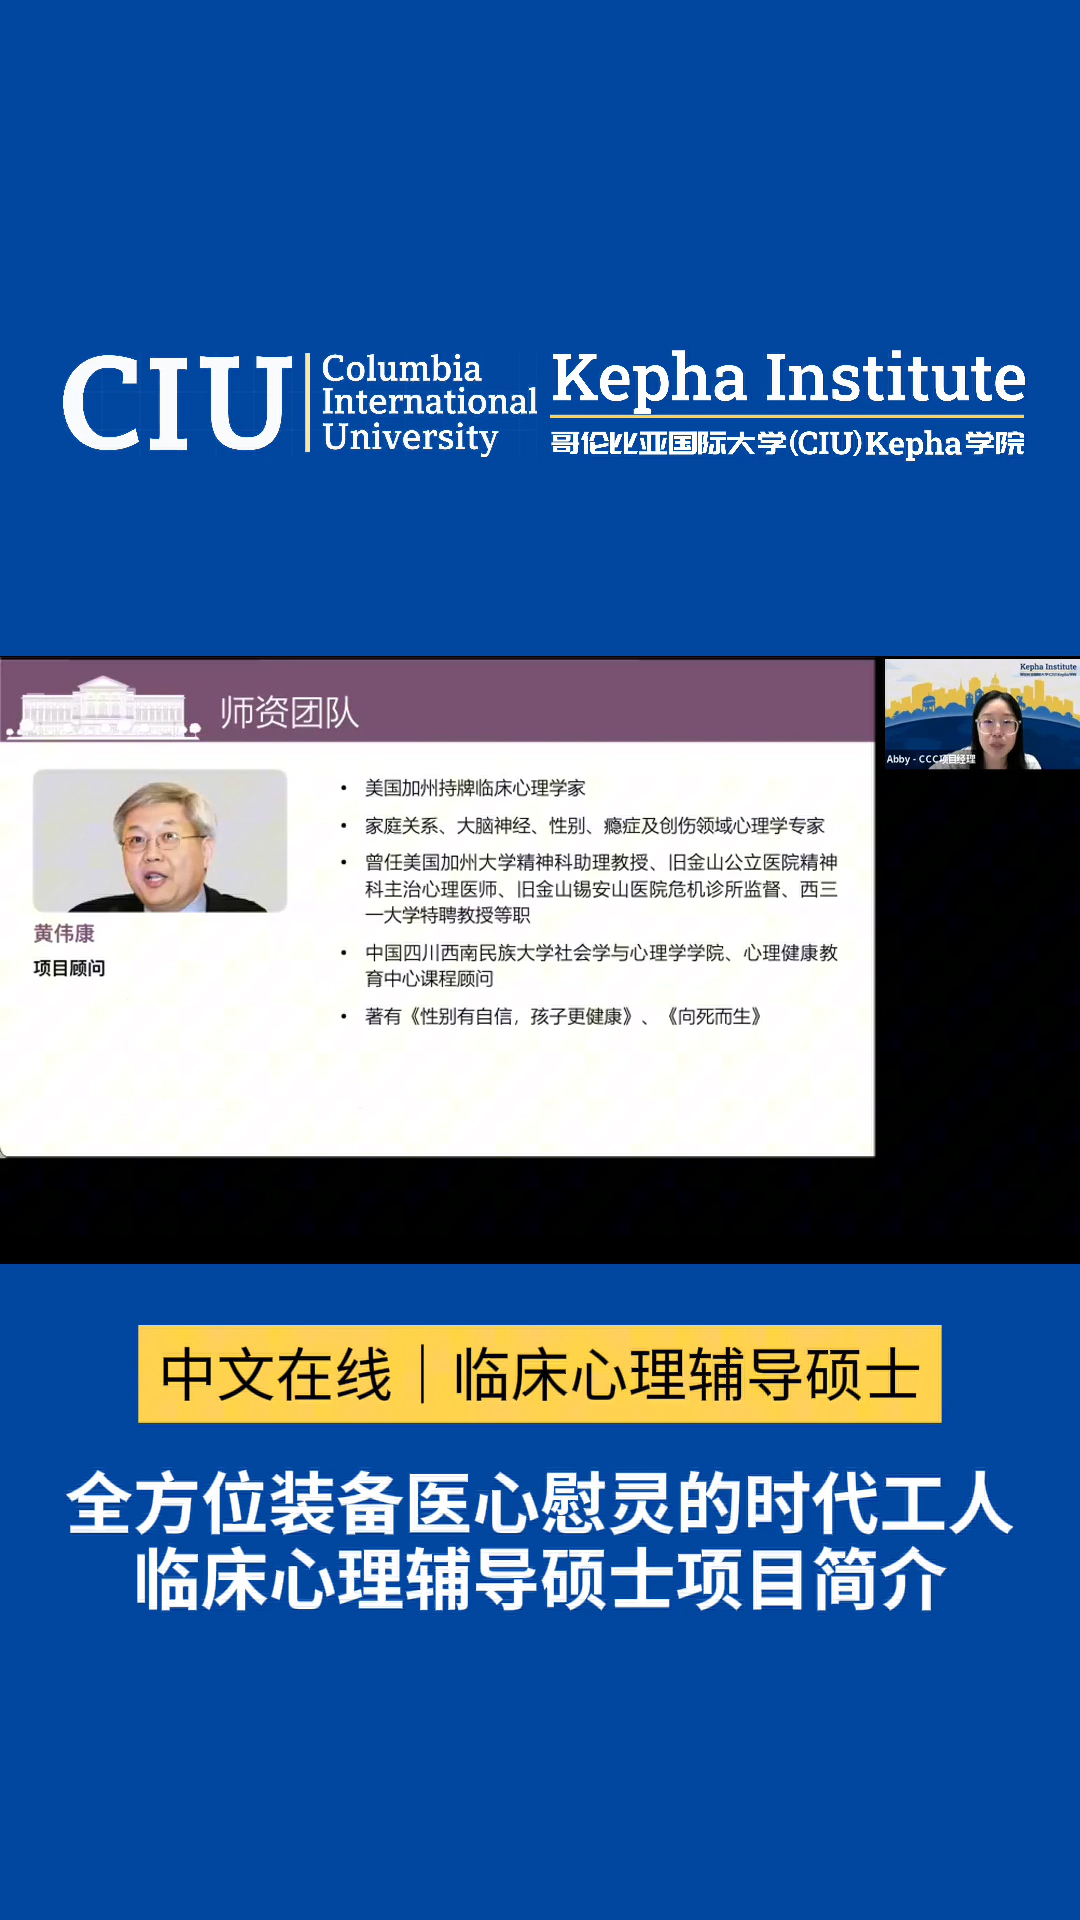 CIU
Columbia
International
University
Kepha Institute
哥伦比亚国际大学(CIU)Kepha学院
师资团队
黄伟康
项目顾问
• 美国加州持牌临床心理学家
• 家庭关系、大脑神经、性别、瘾症及创伤领域心理学专家
• 曾任美国加州大学精神科助理教授、旧金山公立医院精神
科主治心理医师、旧金山锡安山医院危机诊所监督、西三
一大学特聘教授等职
• 中国四川西南民族大学社会学与心理学学院、心理健康教
育中心课程顾问
• 著有《性别有自信，孩子更健康》、《向死而生》
Kepha Institute
Abby - CCC项目经理
中文在线｜临床心理辅导硕士
全方位装备医心慰灵的时代工人
临床心理辅导硕士项目简介